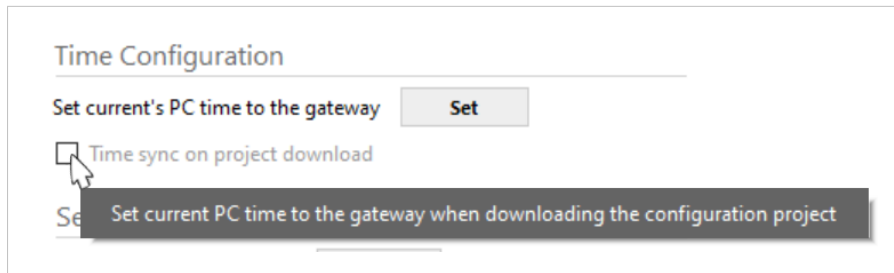 Time Configuration
Set current's PC time to the gateway
Set
Time sync on project download
Se
Set current PC time to the gateway when downloading the configuration project